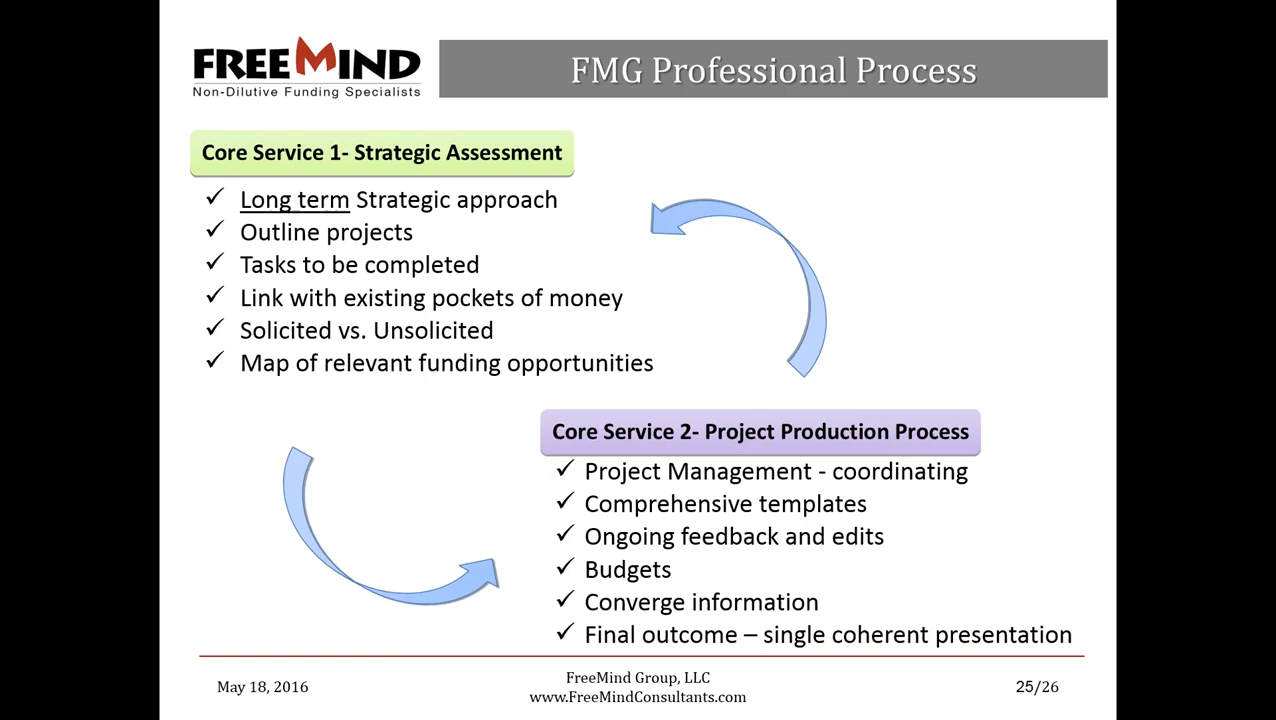 FREEMIND
Non-Dilutive Funding Specialists
FMG Professional Process
Core Service 1- Strategic Assessment
✓ Long term Strategic approach
✓ Outline projects
✓ Tasks to be completed
✓ Link with existing pockets of money
✓ Solicited vs. Unsolicited
✓ Map of relevant funding opportunities
Core Service 2- Project Production Process
✓ Project Management - coordinating
✓ Comprehensive templates
✓ Ongoing feedback and edits
✓ Budgets
✓ Converge information
✓ Final outcome – single coherent presentation
May 18, 2016
FreeMind Group, LLC
www.FreeMindConsultants.com
25/26